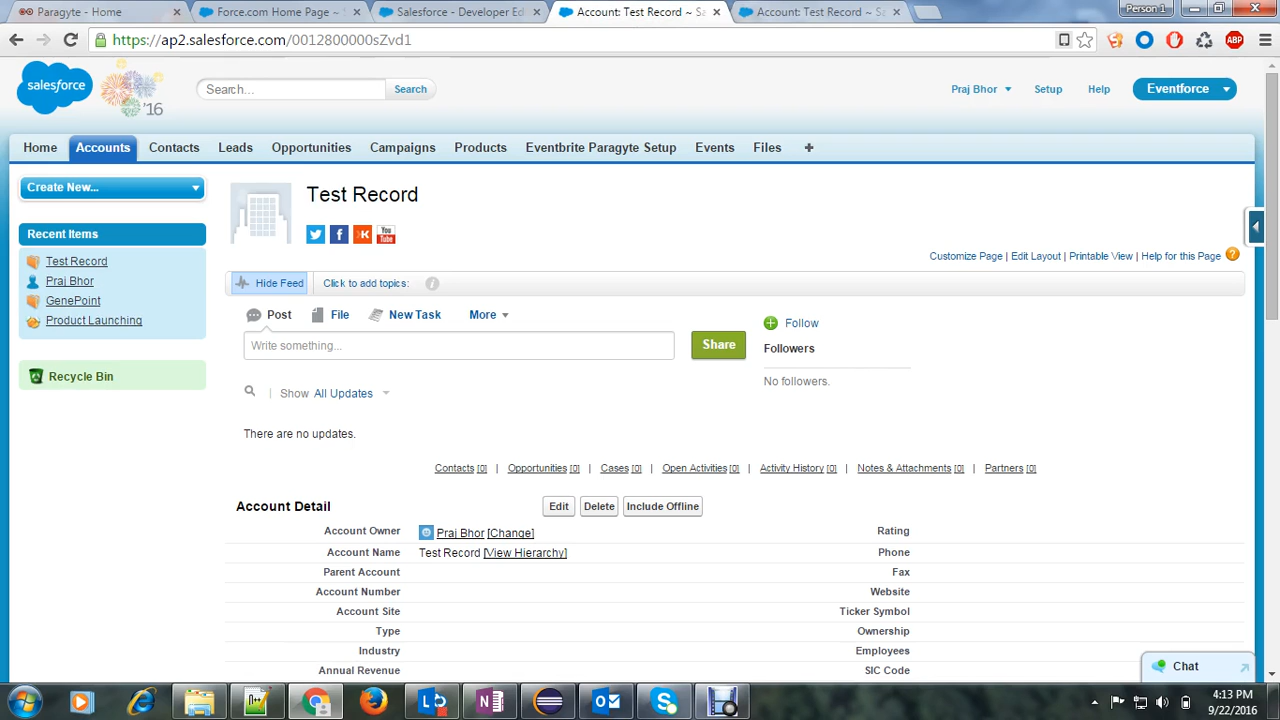 Paragyte - Home
Force.com Home Page ~ S
Salesforce - Developer Ed
Account: Test Record ~ Sa
Account: Test Record ~ Sa
Person 1
https://ap2.salesforce.com/0012800000sZvd1
ABP
salesforce
'16
Search...
Search
Praj Bhor
Setup
Help
Eventforce
Home
Accounts
Contacts
Leads
Opportunities
Campaigns
Products
Eventbrite Paragyte Setup
Events
Files
Create New...
Recent Items
Test Record
Praj Bhor
GenePoint
Product Launching
Recycle Bin
Test Record
You Tube
Customize Page | Edit Layout | Printable View | Help for this Page
Hide Feed
Click to add topics:
Post
File
New Task
More
Write something...
Share
Follow
Followers
No followers.
Show All Updates
There are no updates.
Contacts [0] | Opportunities [0] | Cases [0] | Open Activities [0] | Activity History [0] | Notes & Attachments [0] | Partners [0]
Account Detail
Edit
Delete
Include Offline
Account Owner
Praj Bhor [Change]
Rating
Account Name
Test Record [View Hierarchy]
Phone
Parent Account
Fax
Account Number
Website
Account Site
Ticker Symbol
Type
Ownership
Industry
Employees
Annual Revenue
SIC Code
Chat
4:13 PM
9/22/2016